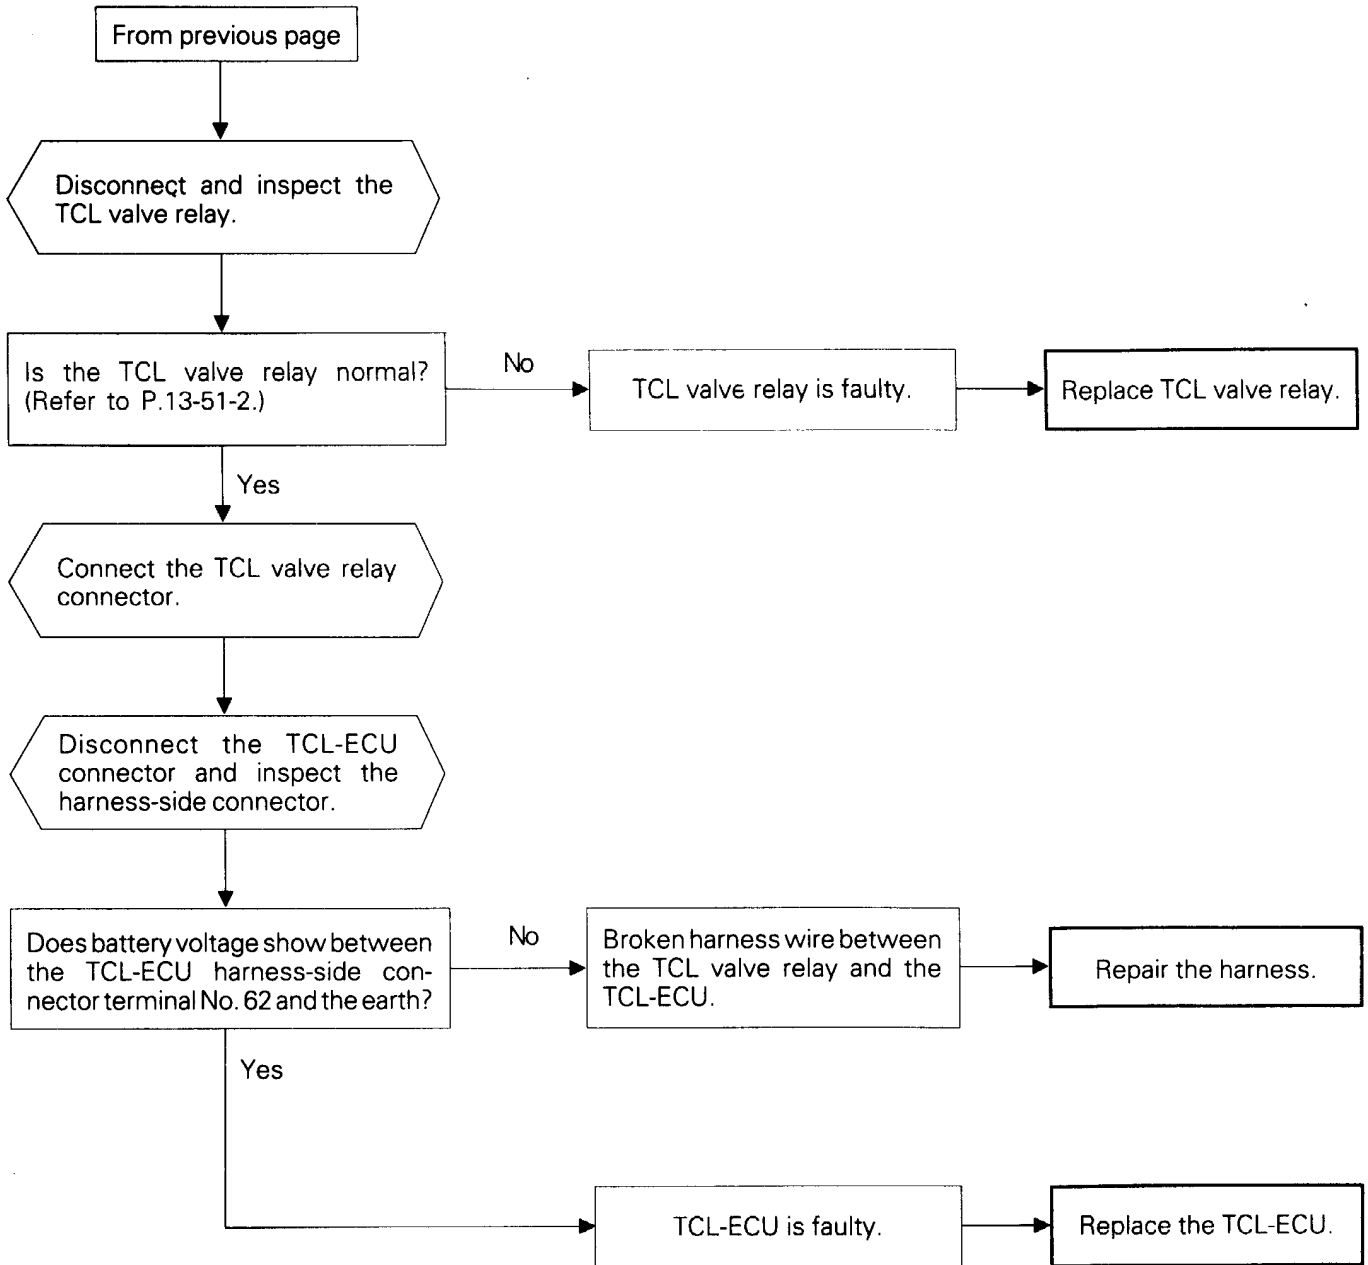 From previous page
Disconnect and inspect the
TCL valve relay.
Is the TCL valve relay normal?
(Refer to P.13-51-2.)
No
TCL valve relay is faulty.
Replace TCL valve relay.
Yes
Connect the TCL valve relay
connector.
Disconnect the TCL-ECU
connector and inspect the
harness-side connector.
Does battery voltage show between
the TCL-ECU harness-side con-
nector terminal No. 62 and the earth?
No
Broken harness wire between
the TCL valve relay and the
TCL-ECU.
Repair the harness.
Yes
TCL-ECU is faulty.
Replace the TCL-ECU.